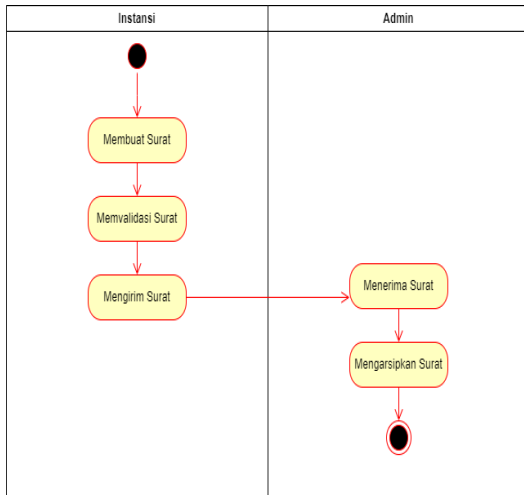 Instansi
Admin
Membuat Surat
Memvalidasi Surat
Mengirim Surat
Menerima Surat
Mengarsipkan Surat